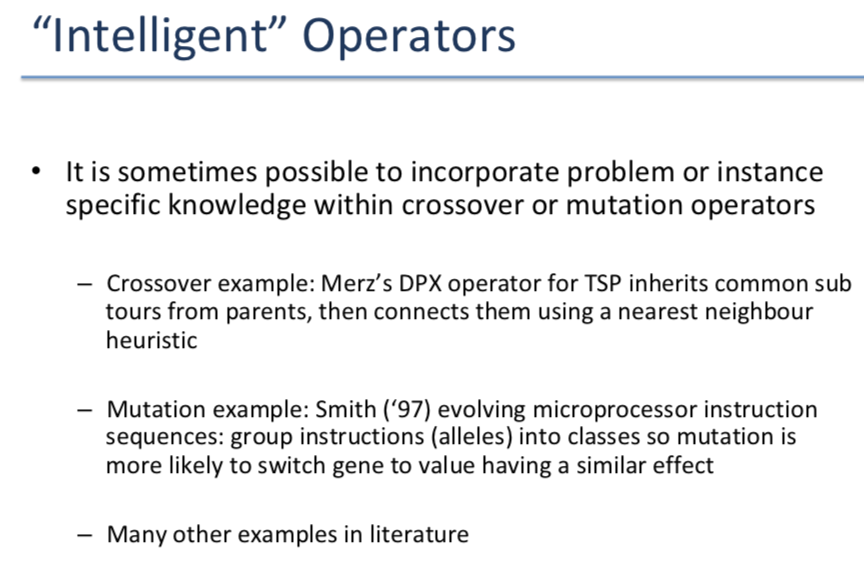 “Intelligent” Operators
• It is sometimes possible to incorporate problem or instance
specific knowledge within crossover or mutation operators
– Crossover example: Merz’s DPX operator for TSP inherits common sub
tours from parents, then connects them using a nearest neighbour
heuristic
– Mutation example: Smith (‘97) evolving microprocessor instruction
sequences: group instructions (alleles) into classes so mutation is
more likely to switch gene to value having a similar effect
– Many other examples in literature